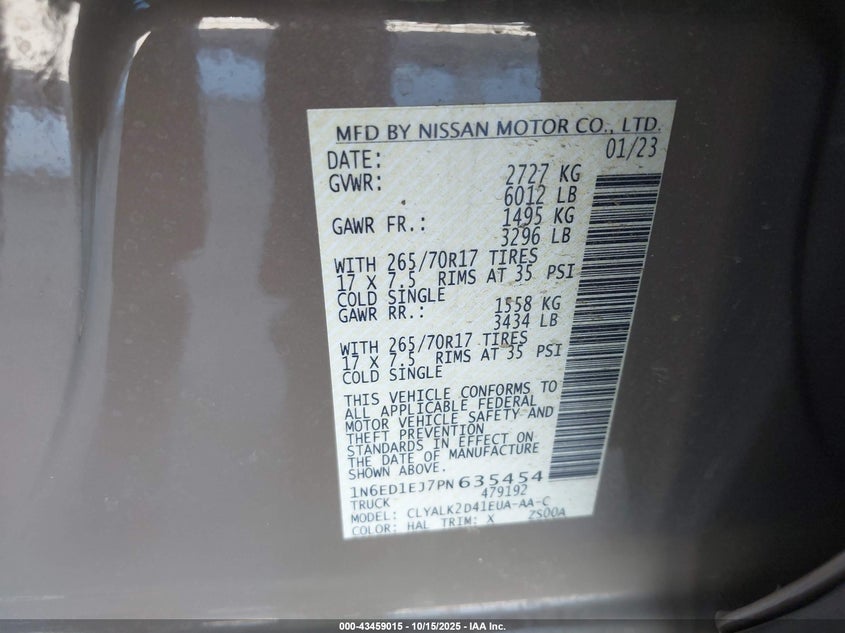 MFD BY NISSAN MOTOR CO., LTD.
DATE: 01/23
GVWR: 2727 KG
6012 LB
GAWR FR.: 1495 KG
3296 LB
WITH 265/70R17 TIRES
17 X 7.5 RIMS AT 35 PSI
COLD SINGLE
GAWR RR.: 1558 KG
3434 LB
WITH 265/70R17 TIRES
17 X 7.5 RIMS AT 35 PSI
COLD SINGLE
THIS VEHICLE CONFORMS TO
ALL APPLICABLE FEDERAL
MOTOR VEHICLE SAFETY AND
THEFT PREVENTION
STANDARDS IN EFFECT ON
THE DATE OF MANUFACTURE
SHOWN ABOVE.
1N6ED1EJ7PN635454
TRUCK 479192
MODEL: CLYALK2D41EUA-AA-C
COLOR: HAL TRIM: X ZS00A
000-43459015 - 10/15/2025 - IAA Inc.